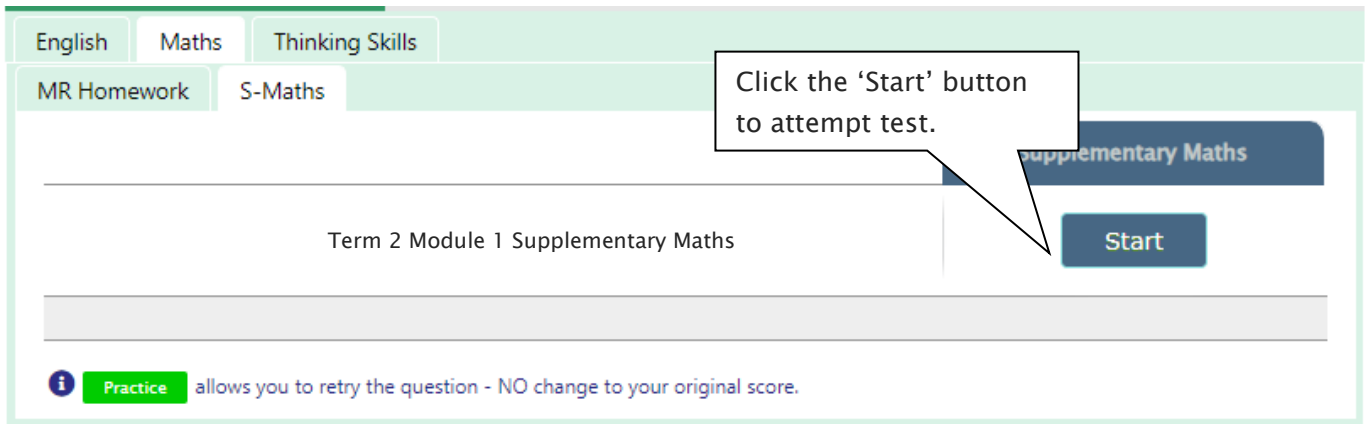 English Maths Thinking Skills
MR Homework S-Maths
Click the ‘Start’ button
to attempt test.
Supplementary Maths
Term 2 Module 1 Supplementary Maths
Start
Practice allows you to retry the question - NO change to your original score.